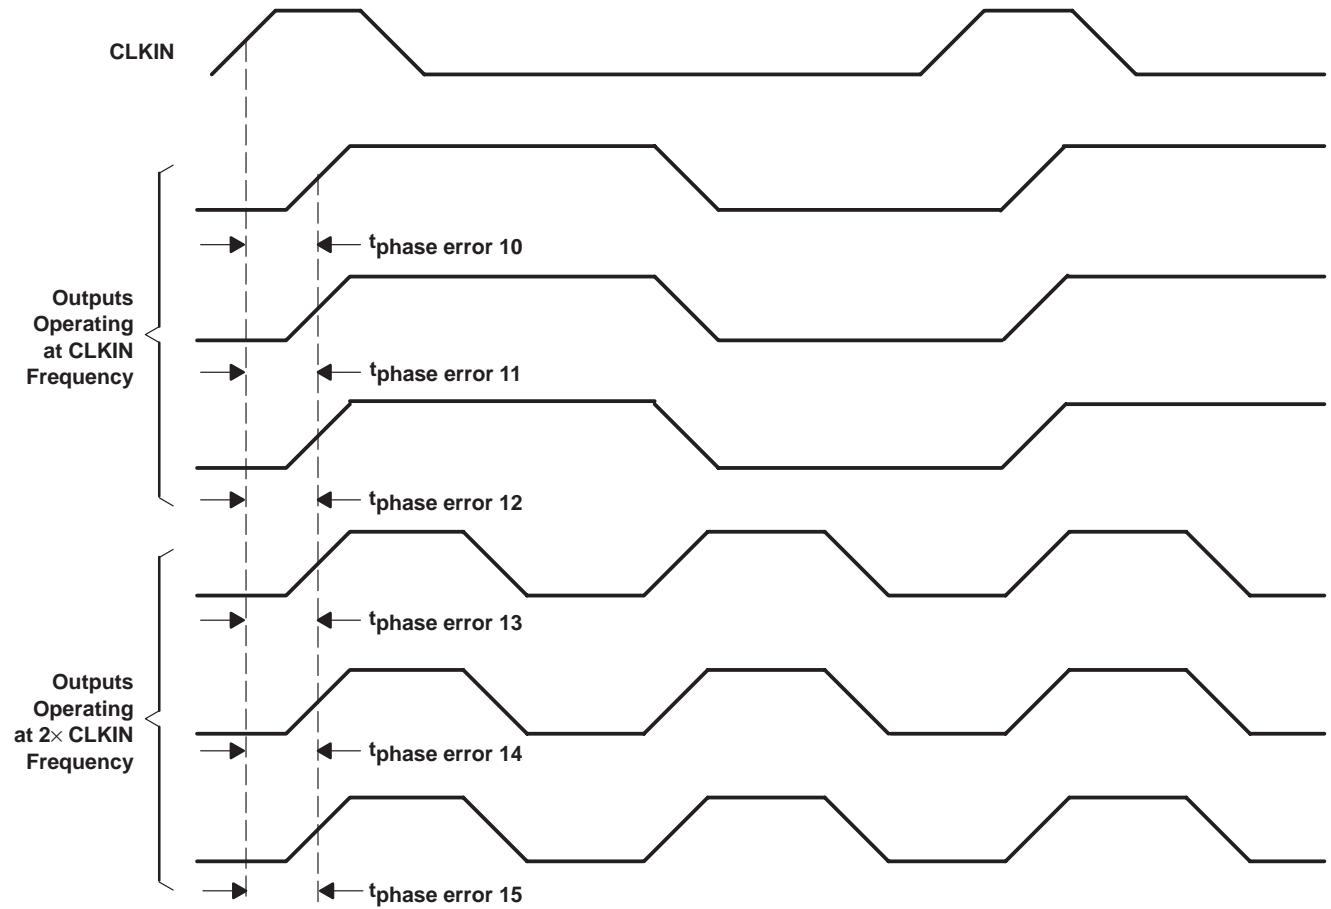 CLKIN
tphase error 10
Outputs
Operating
at CLKIN
Frequency
tphase error 11
tphase error 12
tphase error 13
Outputs
Operating
at 2× CLKIN
Frequency
tphase error 14
tphase error 15